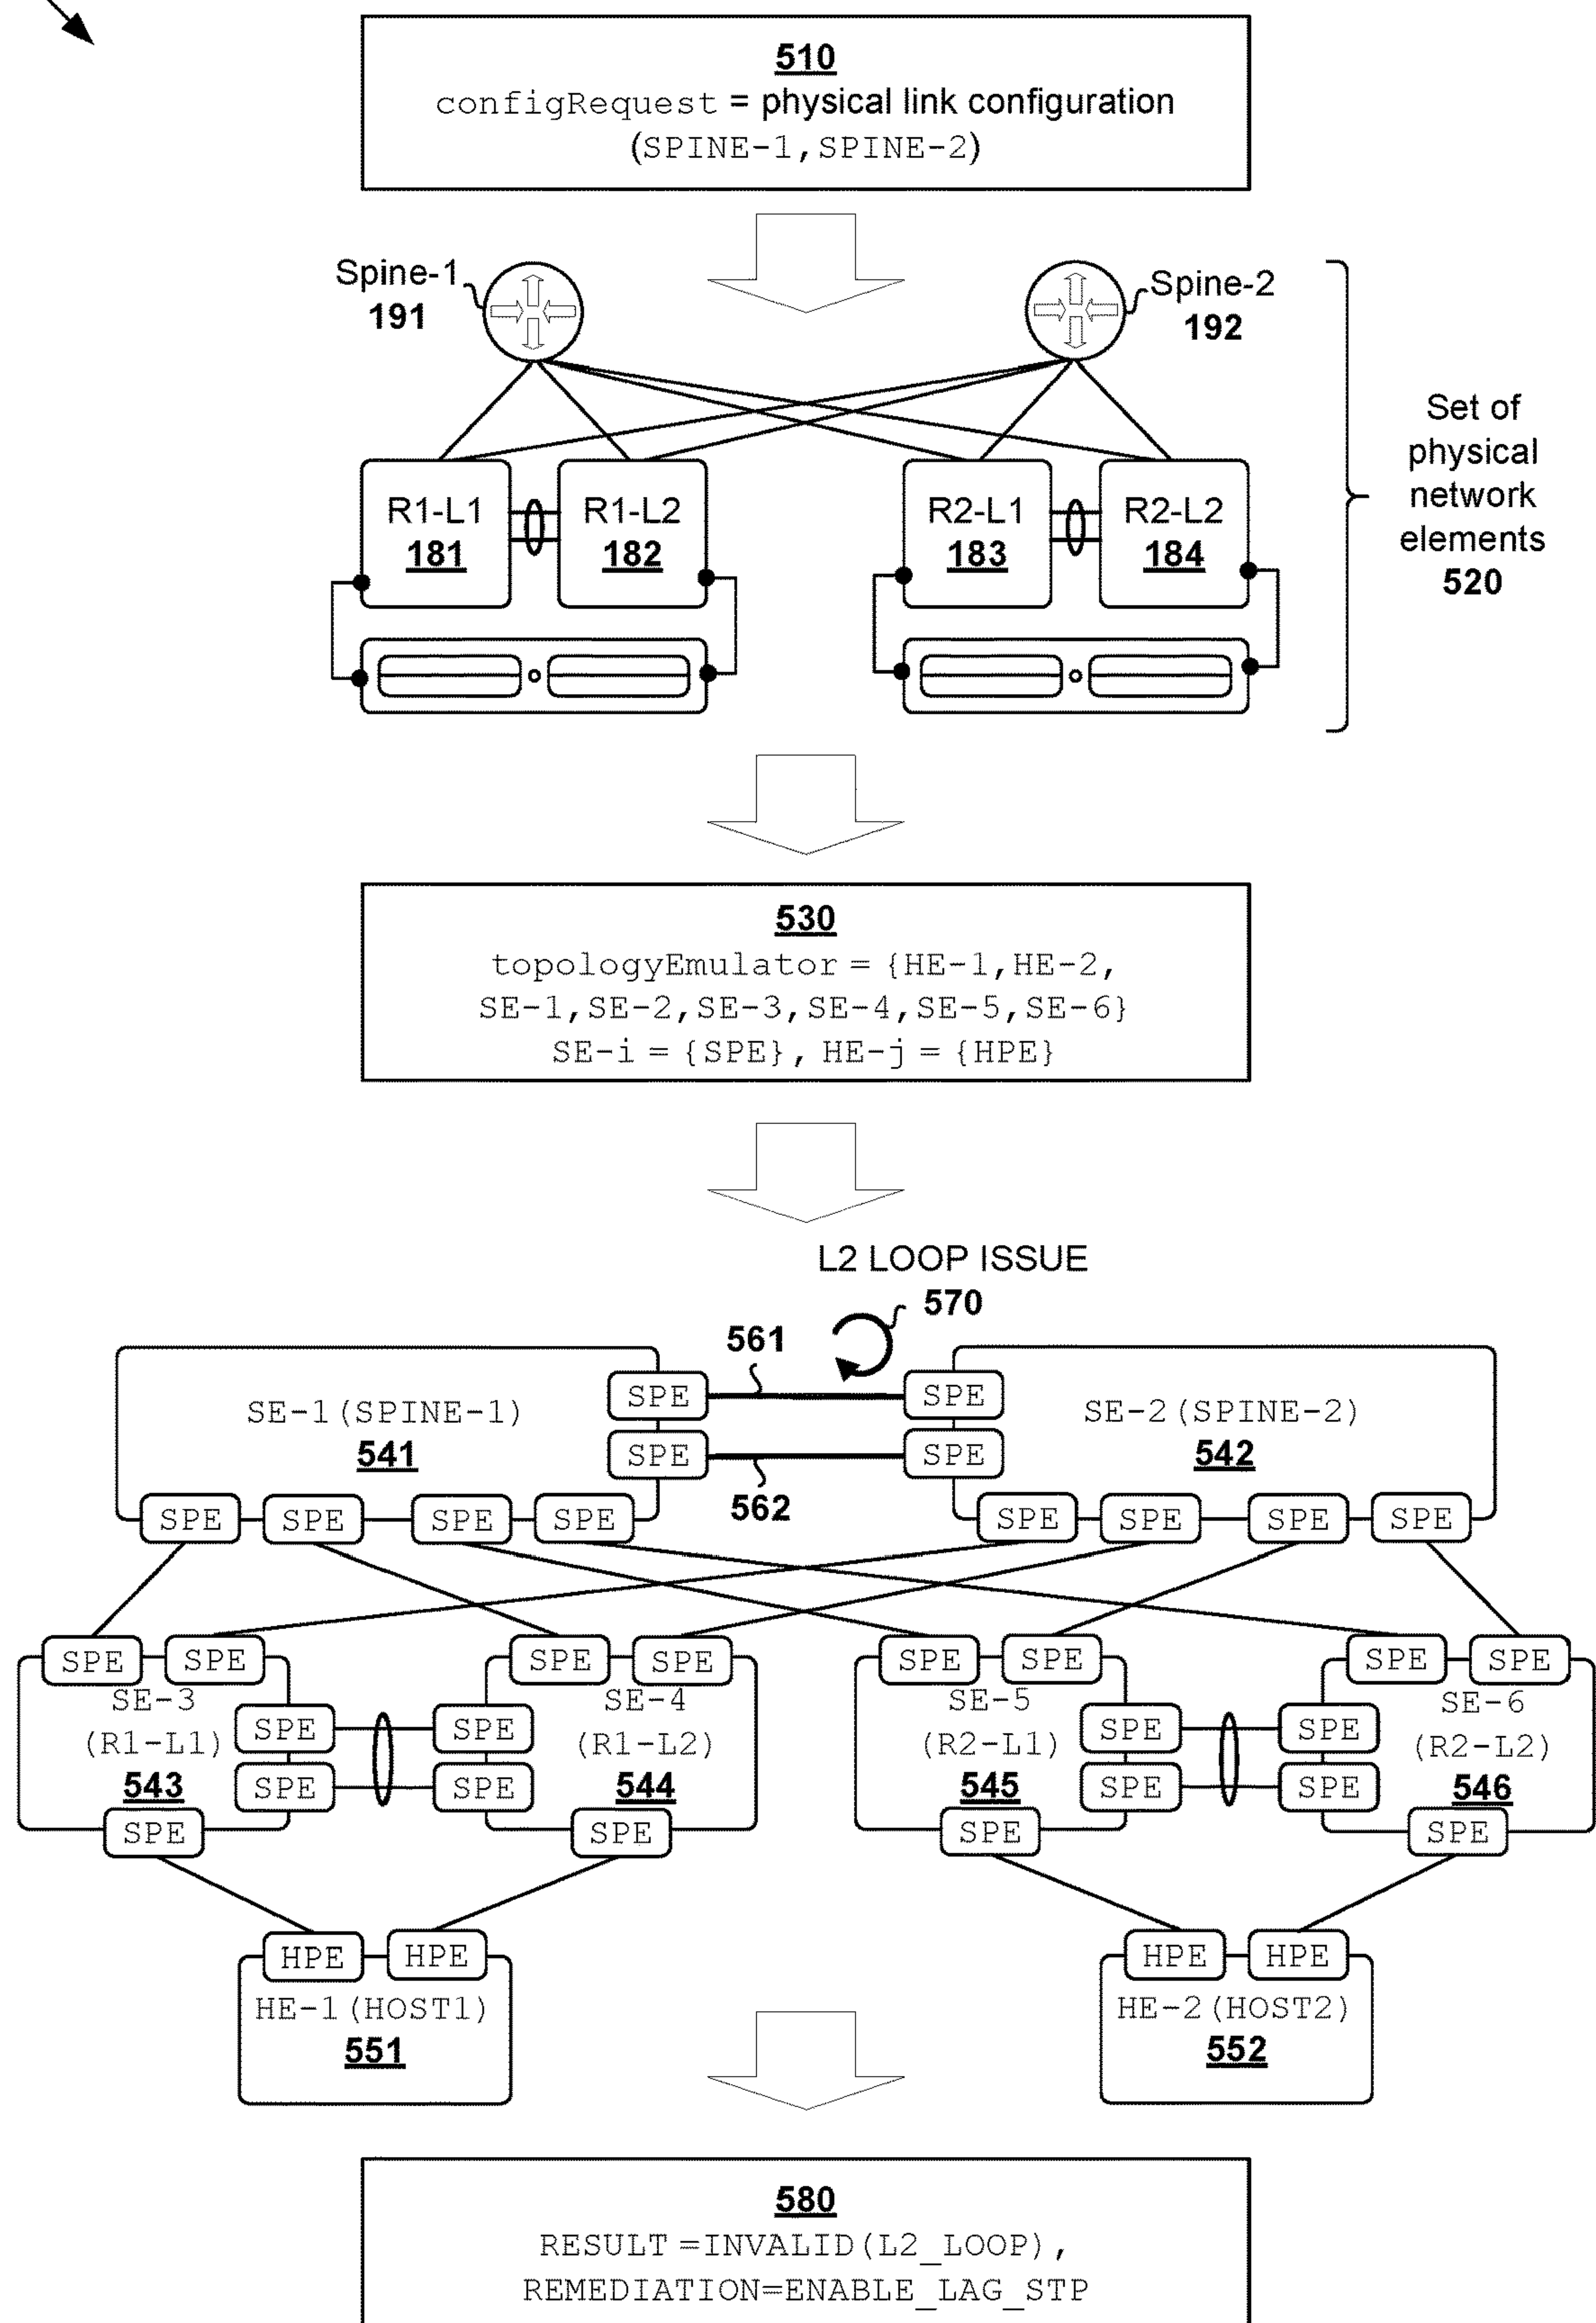 510
configRequest = physical link configuration
(SPINE-1,SPINE-2)
Spine-1
191
Spine-2
192
R1-L1
181
R1-L2
182
R2-L1
183
R2-L2
184
Set of
physical
network
elements
520
530
topologyEmulator = {HE-1,HE-2,
SE-1,SE-2,SE-3,SE-4,SE-5,SE-6}
SE-i = {SPE}, HE-j = {HPE}
L2 LOOP ISSUE
570
561
SPE SPE
SE-1(SPINE-1)
541
SE-2(SPINE-2)
542
SPE SPE
562
SPE SPE SPE SPE
SPE SPE SPE SPE
SPE SPE SPE SPE
SPE SPE SPE SPE
SE-3
(R1-L1)
543
SPE SPE
SPE SPE
SE-4
(R1-L2)
544
SE-5
(R2-L1)
545
SPE SPE
SPE SPE
SE-6
(R2-L2)
546
SPE SPE SPE SPE
HPE HPE
HE-1(HOST1)
551
HPE HPE
HE-2(HOST2)
552
580
RESULT =INVALID(L2_LOOP),
REMEDIATION=ENABLE_LAG_STP